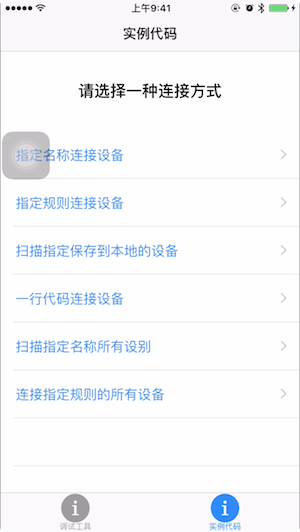 上午9:41
实例代码
请选择一种连接方式
指定名称连接设备
指定规则连接设备
扫描指定保存到本地的设备
一行代码连接设备
扫描指定名称所有设别
连接指定规则的所有设备
调试工具
实例代码